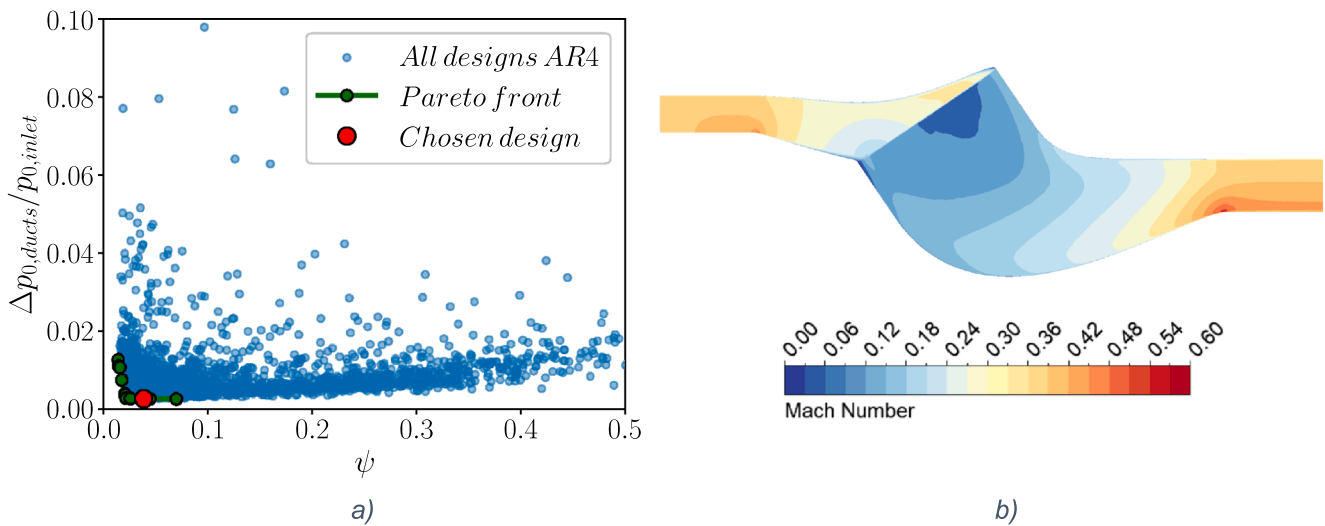 0.10
0.08
0.06
0.04
0.02
0.00
Δp0,ducts/p0,inlet
All designs AR4
Pareto front
Chosen design
0.0 0.1 0.2 0.3 0.4 0.5
ψ
a)
0.00 0.06 0.12 0.18 0.24 0.30 0.36 0.42 0.48 0.54 0.60
Mach Number
b)